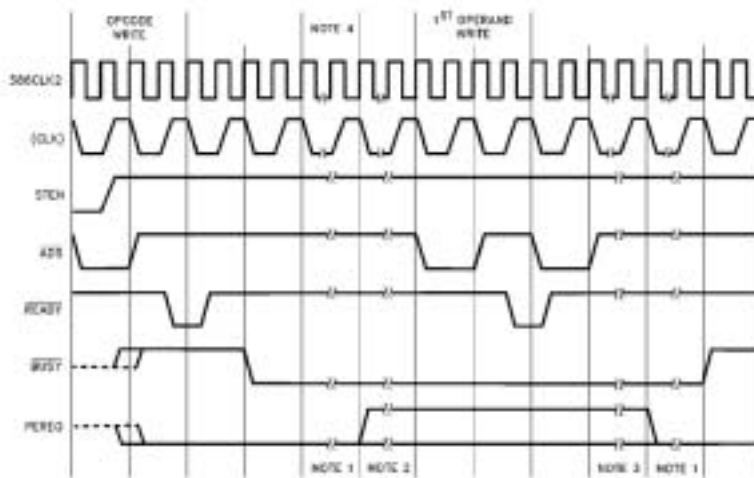 OPCODE
WRITE
NOTE 4
1ST OPERAND
WRITE
386CLK2
(CLK)
STEN
ADS
READY
BUSY
PEREQ
NOTE 1
NOTE 2
NOTE 3
NOTE 1